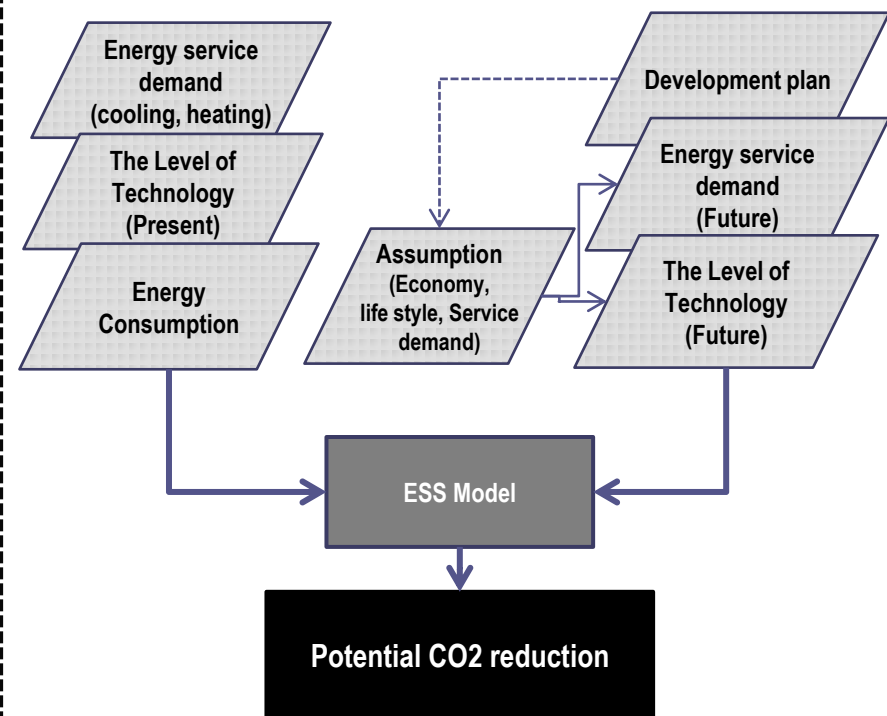 Energy service
demand
(cooling, heating)
The Level of
Technology
(Present)
Energy
Consumption
Development plan
Energy service
demand
(Future)
Assumption
(Economy,
life style, Service
demand)
The Level of
Technology
(Future)
ESS Model
Potential CO2 reduction